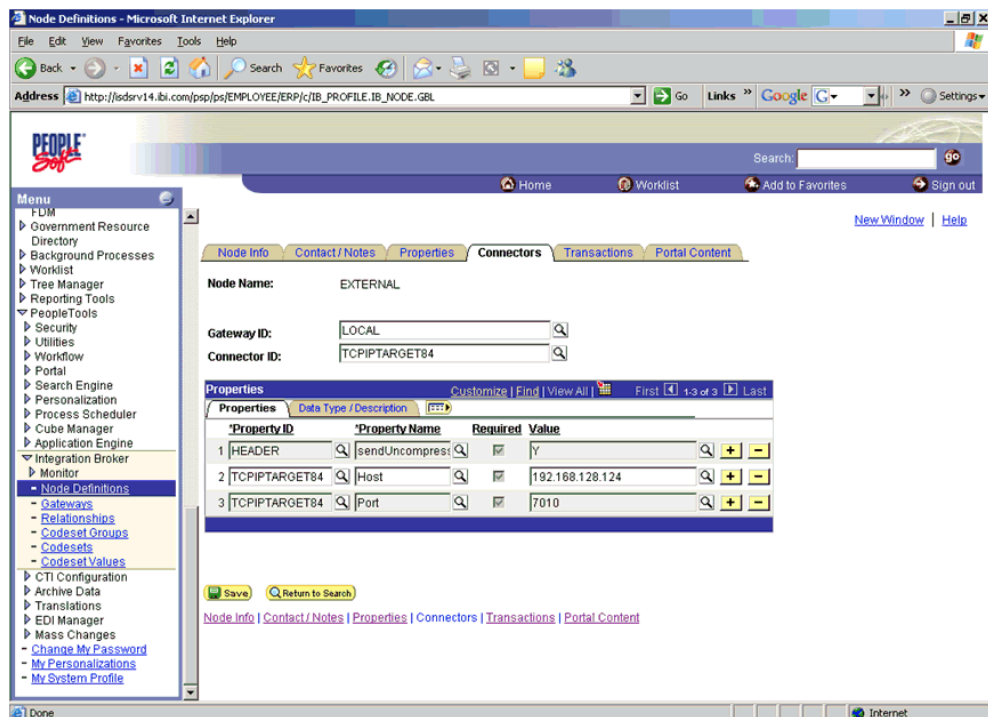 Node Definitions - Microsoft Internet Explorer
File Edit View Favorites Tools Help
Back Search Favorites
Address http://isdsrv14.ibi.com/psp/ps/EMPLOYEE/ERP/c/IB_PROFILE.IB_NODE.GBL Go Links » Google G » Settings
PEOPLE Soft
Search: go
Home Worklist Add to Favorites Sign out
New Window | Help
Menu
FDM
Government Resource
Directory
Background Processes
Worklist
Tree Manager
Reporting Tools
PeopleTools
Security
Utilities
Workflow
Portal
Search Engine
Personalization
Process Scheduler
Cube Manager
Application Engine
Integration Broker
Monitor
- Node Definitions
- Gateways
- Relationships
- Codeset Groups
- Codesets
- Codeset Values
CTI Configuration
Archive Data
Translations
EDI Manager
Mass Changes
- Change My Password
- My Personalizations
- My System Profile
Node Info Contact / Notes Properties Connectors Transactions Portal Content
Node Name: EXTERNAL
Gateway ID: LOCAL
Connector ID: TCPIPTARGET84
Properties Customize | Find | View All | First 1-3 of 3 Last
Properties Data Type / Description
*Property ID *Property Name Required Value
1 HEADER sendUncompress Y + -
2 TCPIPTARGET84 Host 192.168.128.124 + -
3 TCPIPTARGET84 Port 7010 + -
Save Return to Search
Node Info | Contact / Notes | Properties | Connectors | Transactions | Portal Content
Done Internet